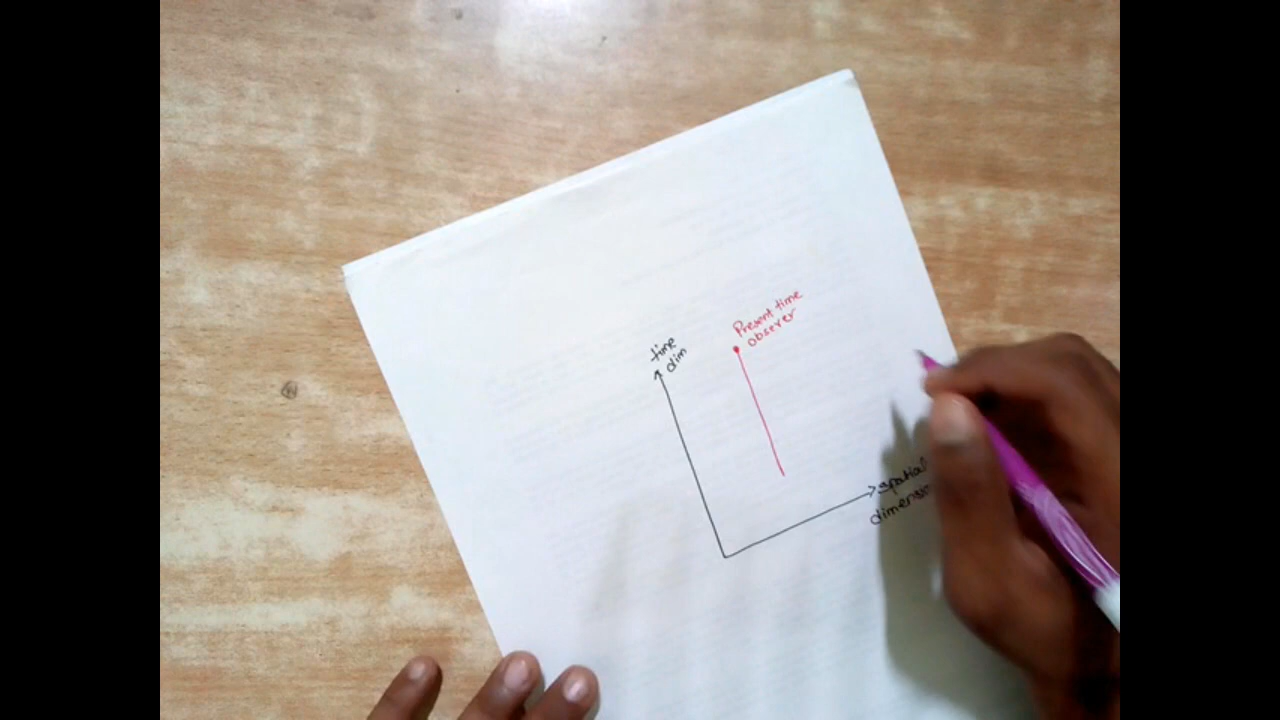 time
dim
Present time
observer
spatial